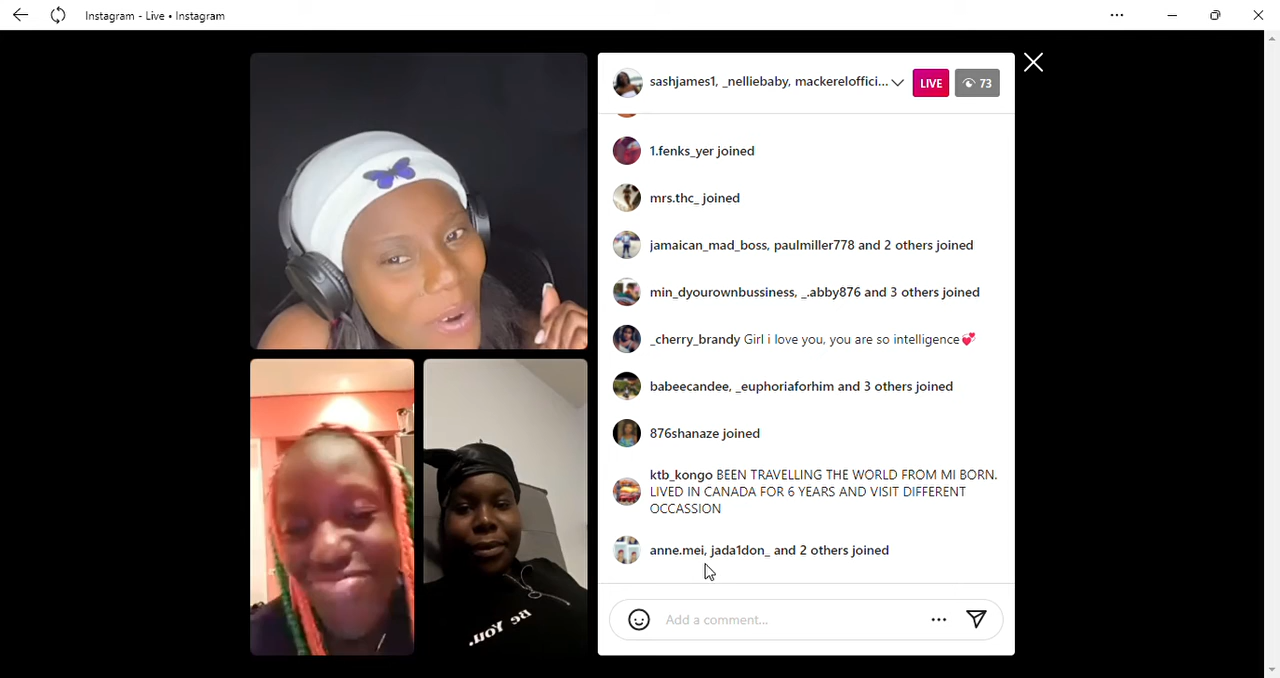 Instagram - Live • Instagram
sashjames1, _nelliebaby, mackereloffici...
LIVE
73
1.fenks_yer joined
mrs.thc_ joined
jamaican_mad_boss, paulmiller778 and 2 others joined
min_dyourownbussiness, _.abby876 and 3 others joined
_cherry_brandy Girl i love you, you are so intelligence💞
babeecandee, _euphoriaforhim and 3 others joined
876shanaze joined
ktb_kongo BEEN TRAVELLING THE WORLD FROM MI BORN.
LIVED IN CANADA FOR 6 YEARS AND VISIT DIFFERENT
OCCASSION
anne.mei, jada1don_ and 2 others joined
Add a comment...
Be You.